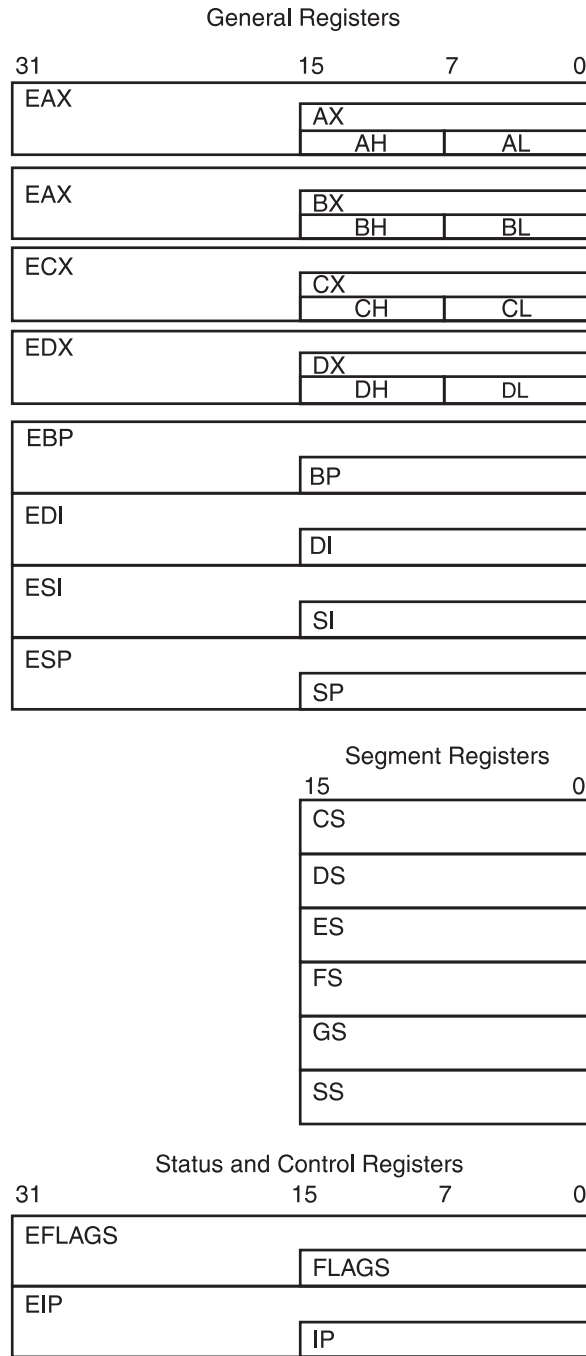 General Registers
31 15 7 0
EAX
AX
AH AL
EAX
BX
BH BL
ECX
CX
CH CL
EDX
DX
DH DL
EBP
BP
EDI
DI
ESI
SI
ESP
SP
Segment Registers
15 0
CS
DS
ES
FS
GS
SS
Status and Control Registers
31 15 7 0
EFLAGS
FLAGS
EIP
IP